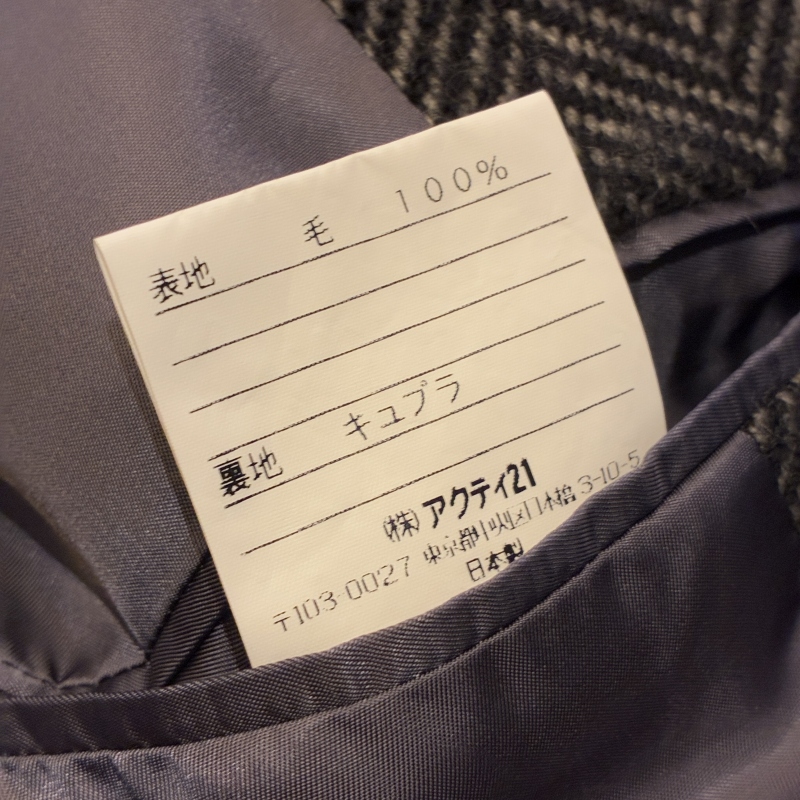 表地 毛 100%
裏地 キュプラ
(株)アクティ21
〒103-0027 東京都中央区日本橋3-10-5
日本製